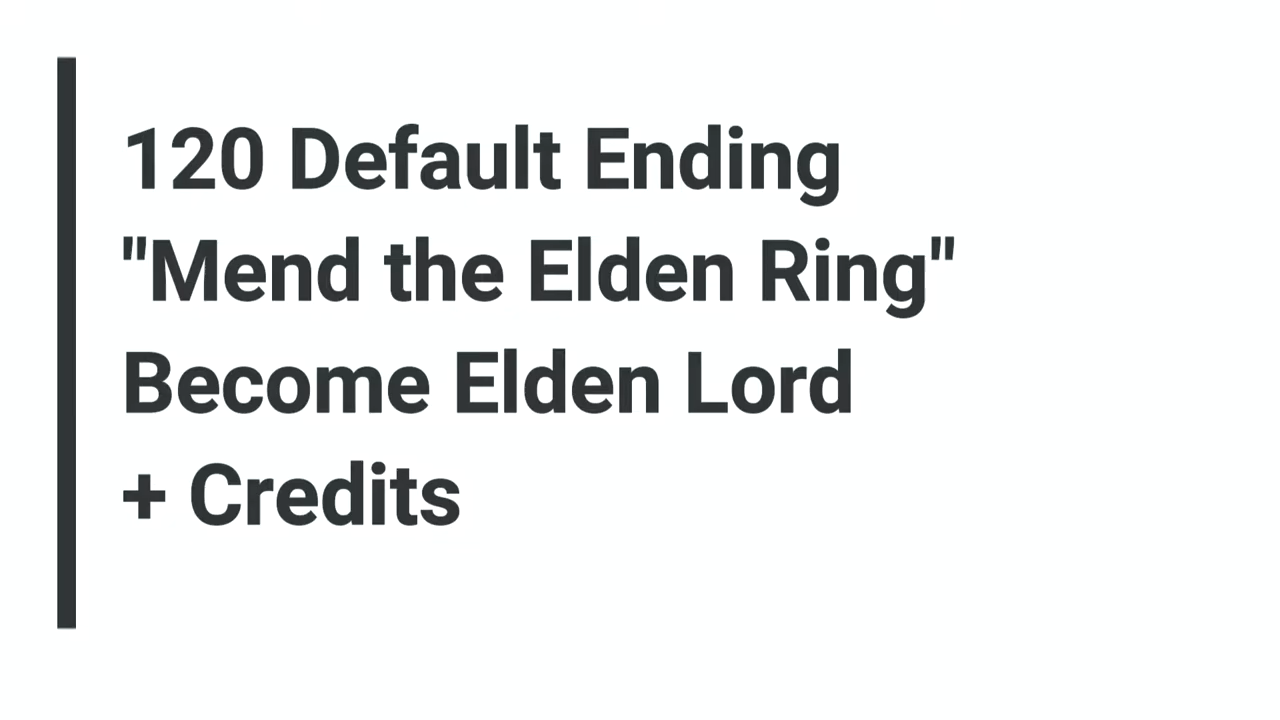 120 Default Ending
"Mend the Elden Ring"
Become Elden Lord
+ Credits